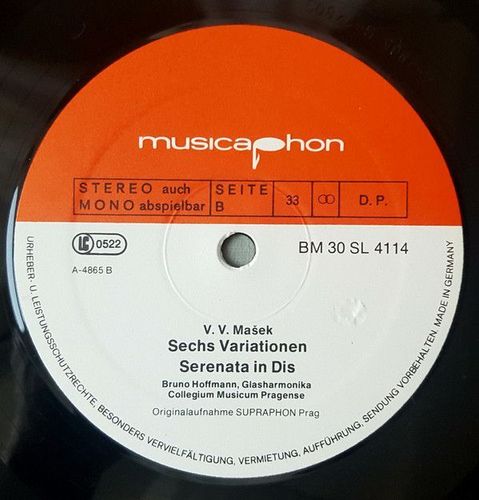 musicaphon
STEREO auch
MONO abspielbar
SEITE
B
33
D. P.
LC 0522
BM 30 SL 4114
A-4865 B
V. V. Mašek
Sechs Variationen
Serenata in Dis
Bruno Hoffmann, Glasharmonika
Collegium Musicum Pragense
Originalaufnahme SUPRAPHON Prag
URHEBER- U. LEISTUNGSSCHUTZRECHTE, BESONDERS VERVIELFÄLTIGUNG, VERMIETUNG, AUFFÜHRUNG, SENDUNG VORBEHALTEN. MADE IN GERMANY